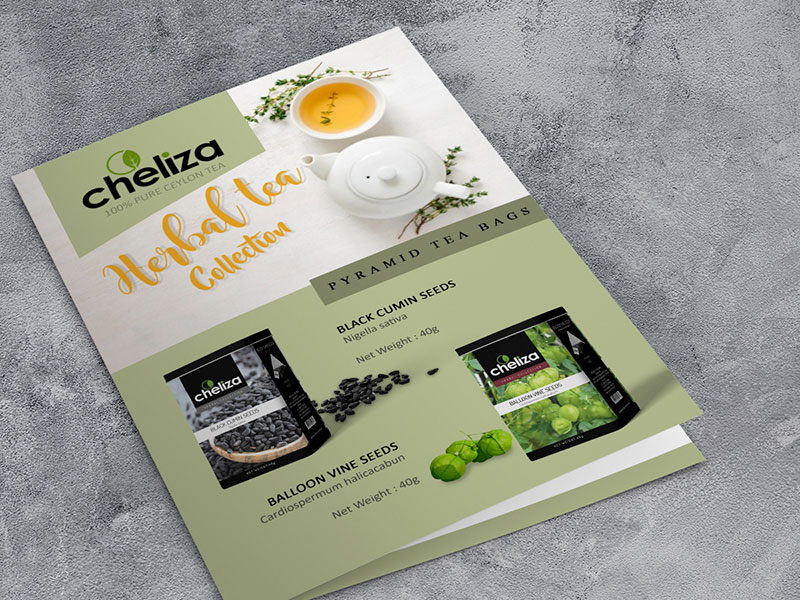 cheliza
100% PURE CEYLON TEA
Herbal tea
Collection
PYRAMID TEA BAGS
BLACK CUMIN SEEDS
Nigella sativa
Net Weight : 40g
cheliza
BLACK CUMIN SEEDS
cheliza
BALLOON VINE SEEDS
BALLOON VINE SEEDS
Cardiospermum halicacabun
Net Weight : 40g